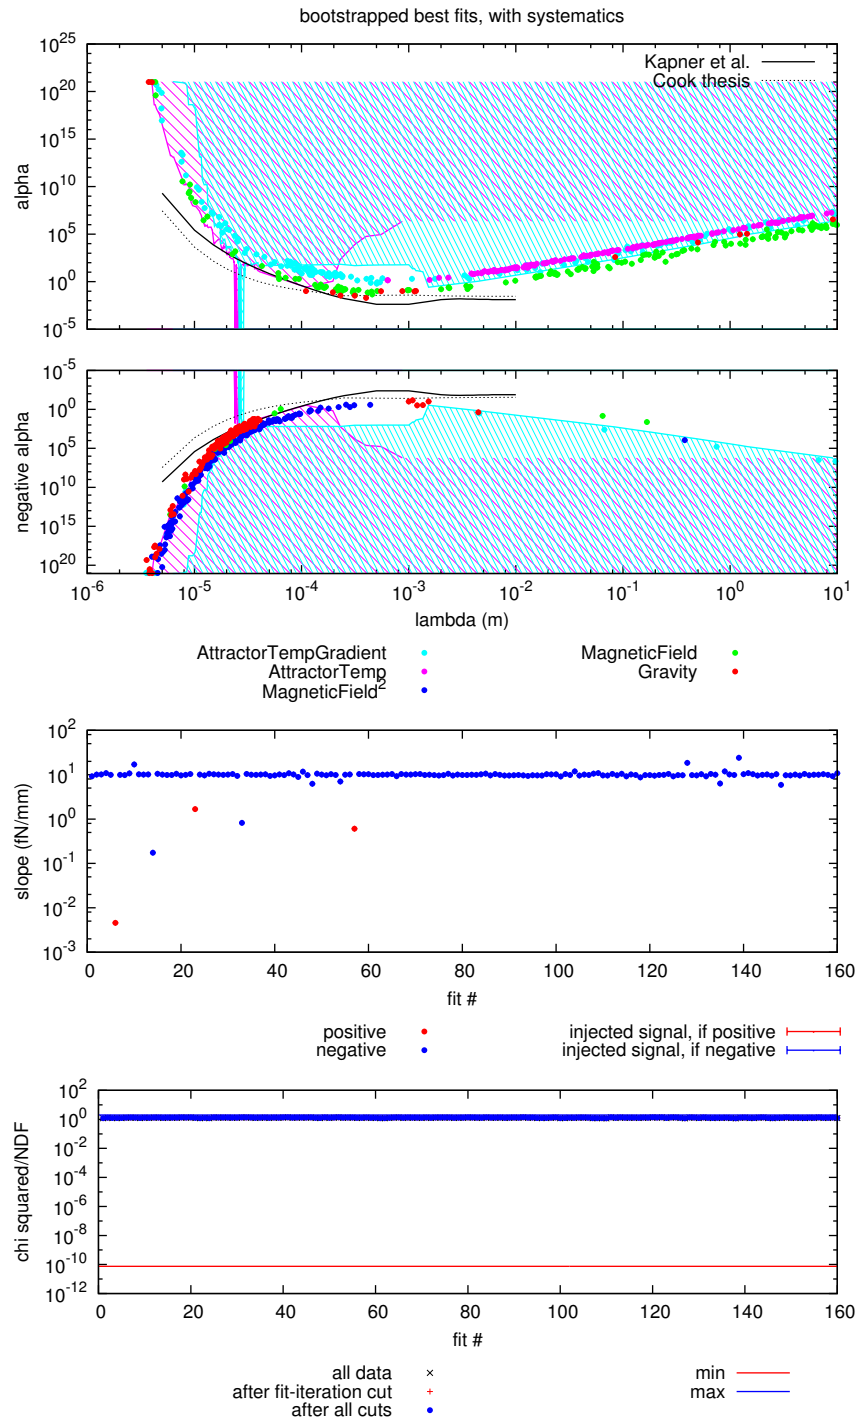 bootstrapped best fits, with systematics
10^25
10^20
10^15
10^10
10^5
10^0
10^-5
alpha
Kapner et al.
Cook thesis
10^-5
10^0
10^5
10^10
10^15
10^20
negative alpha
10^-6 10^-5 10^-4 10^-3 10^-2 10^-1 10^0 10^1
lambda (m)
AttractorTempGradient MagneticField
AttractorTemp Gravity
MagneticField^2
10^2
10^1
10^0
10^-1
10^-2
10^-3
slope (fN/mm)
0 20 40 60 80 100 120 140 160
fit #
positive injected signal, if positive
negative injected signal, if negative
10^2
10^0
10^-2
10^-4
10^-6
10^-8
10^-10
10^-12
chi squared/NDF
0 20 40 60 80 100 120 140 160
fit #
all data min
after fit-iteration cut max
after all cuts